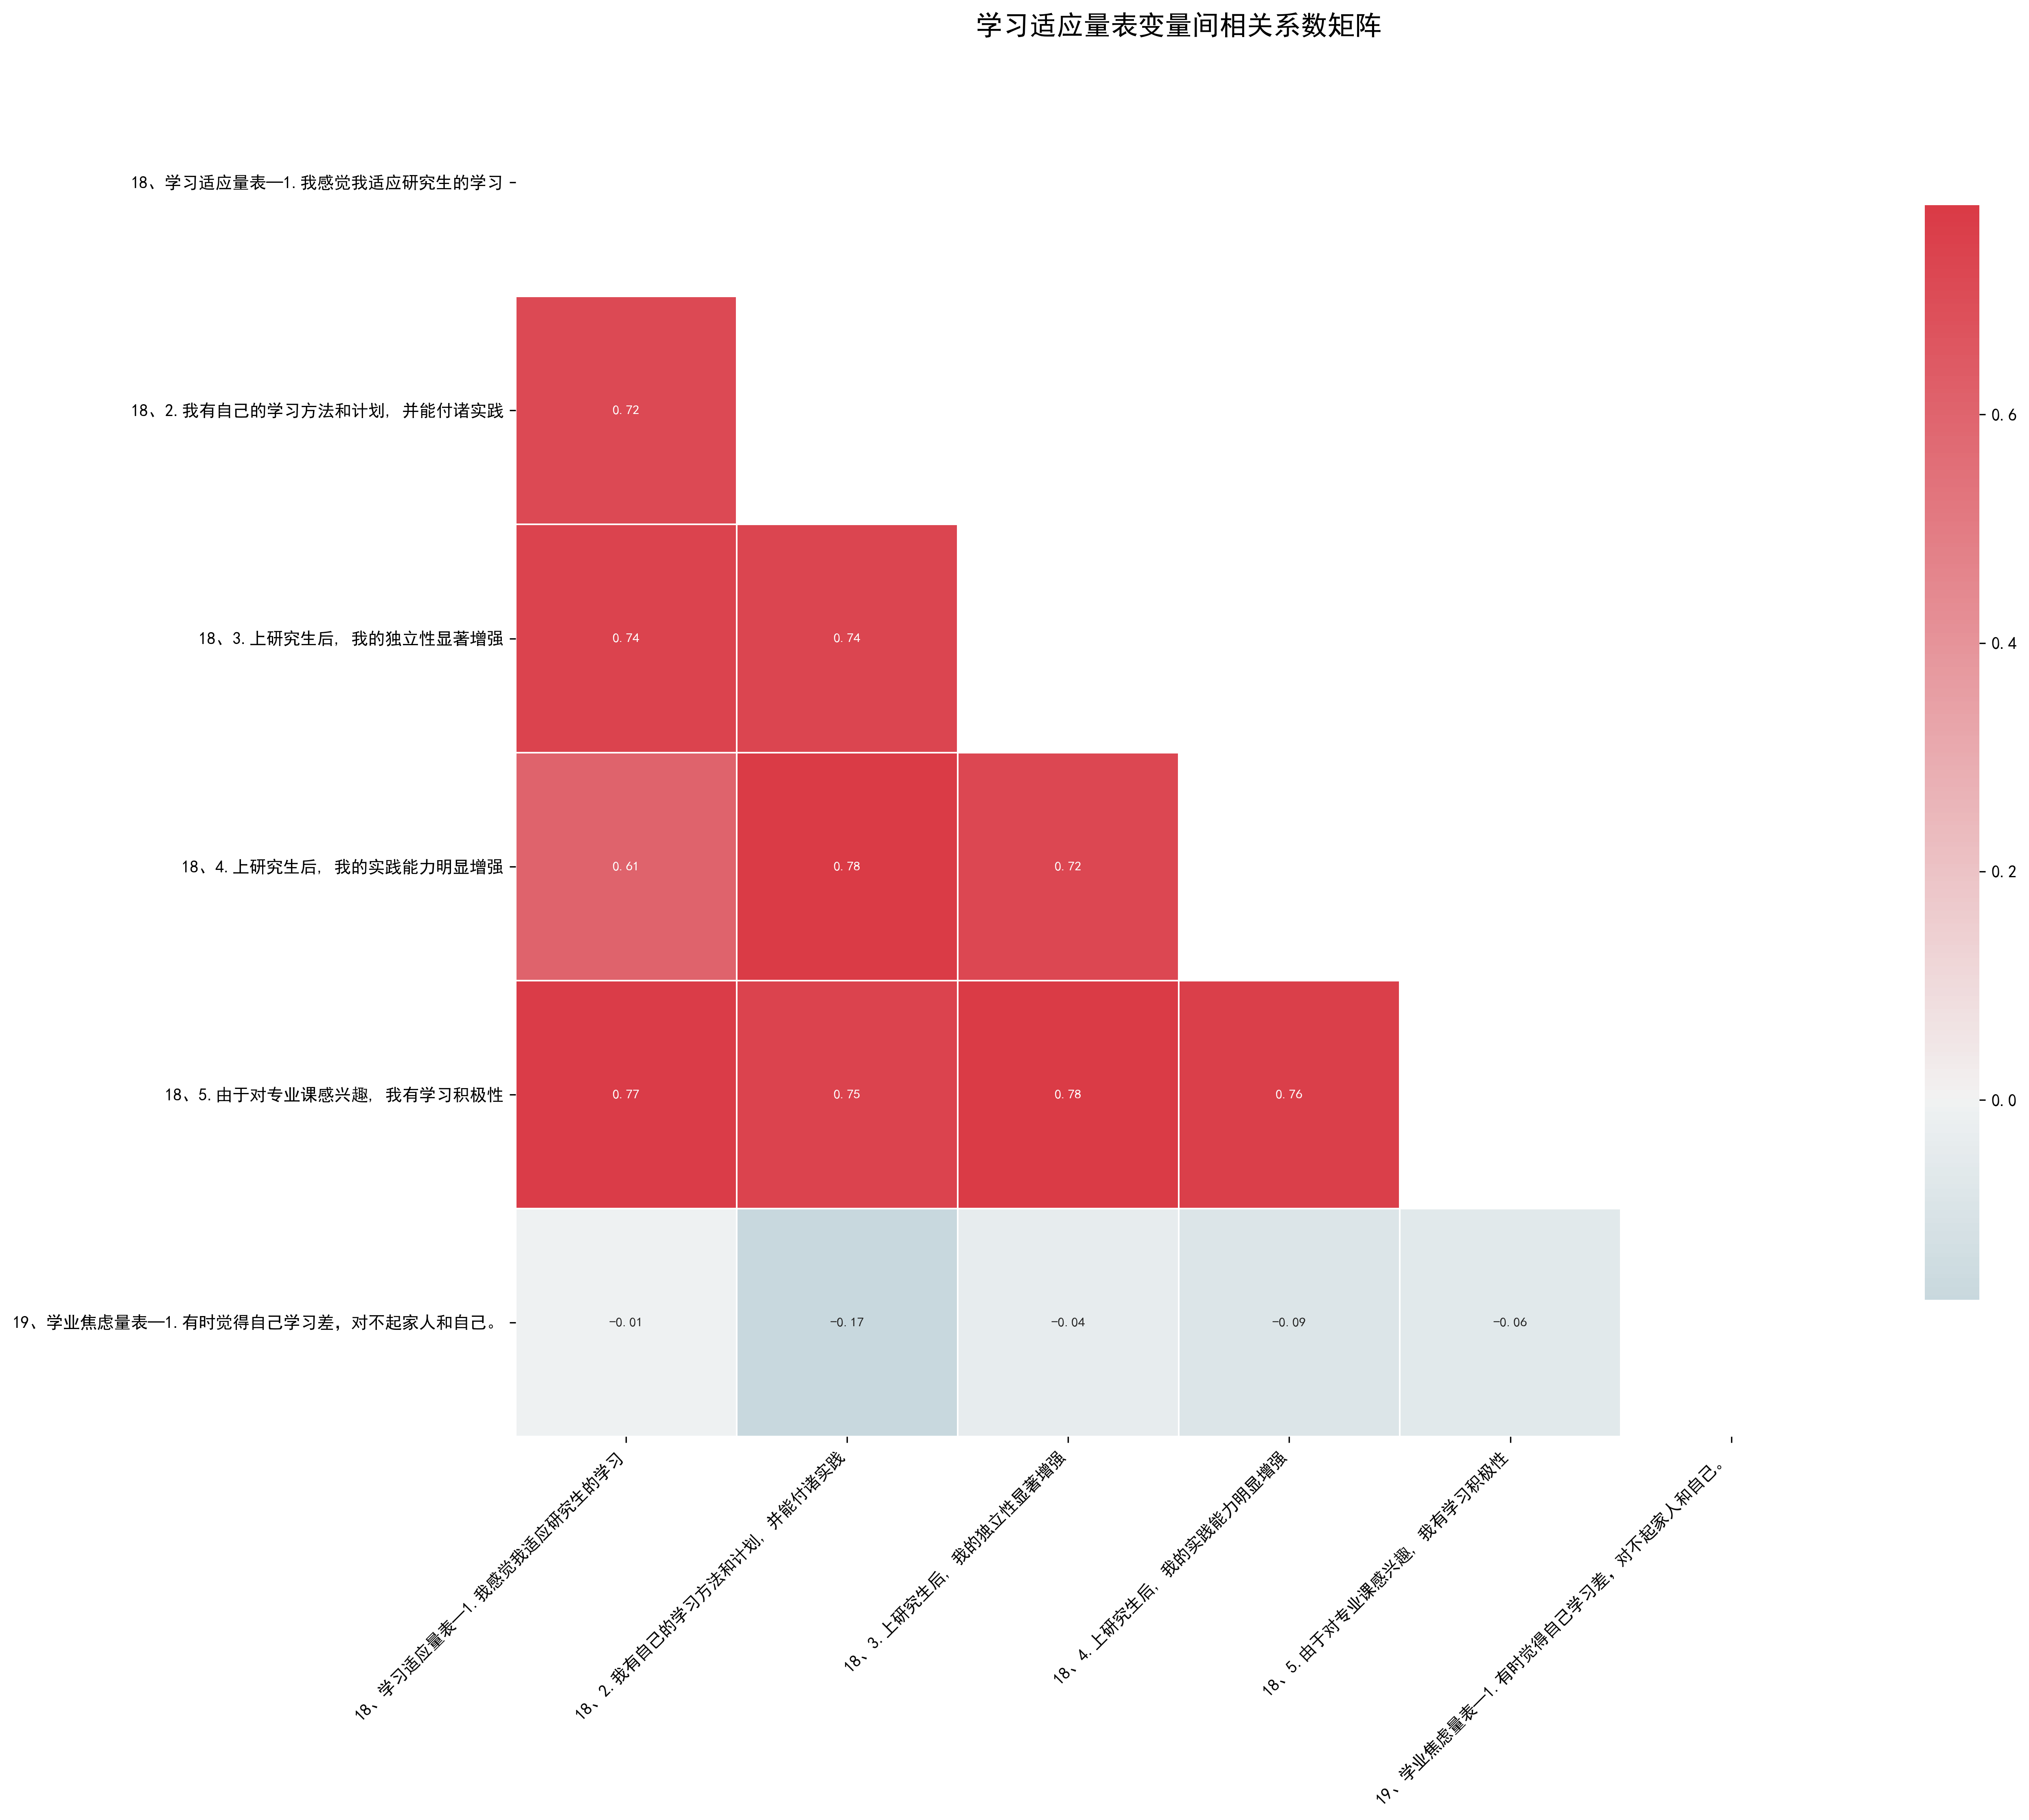 学习适应量表变量间相关系数矩阵
18、学习适应量表—1.我感觉我适应研究生的学习
18、2.我有自己的学习方法和计划, 并能付诸实践
0.72
18、3.上研究生后, 我的独立性显著增强
0.74 0.74
18、4.上研究生后, 我的实践能力明显增强
0.61 0.78 0.72
18、5.由于对专业课感兴趣, 我有学习积极性
0.77 0.75 0.78 0.76
19、学业焦虑量表—1.有时觉得自己学习差，对不起家人和自己。
-0.01 -0.17 -0.04 -0.09 -0.06
18、学习适应量表—1.我感觉我适应研究生的学习
18、2.我有自己的学习方法和计划, 并能付诸实践
18、3.上研究生后, 我的独立性显著增强
18、4.上研究生后, 我的实践能力明显增强
18、5.由于对专业课感兴趣, 我有学习积极性
19、学业焦虑量表—1.有时觉得自己学习差，对不起家人和自己。
0.6
0.4
0.2
0.0